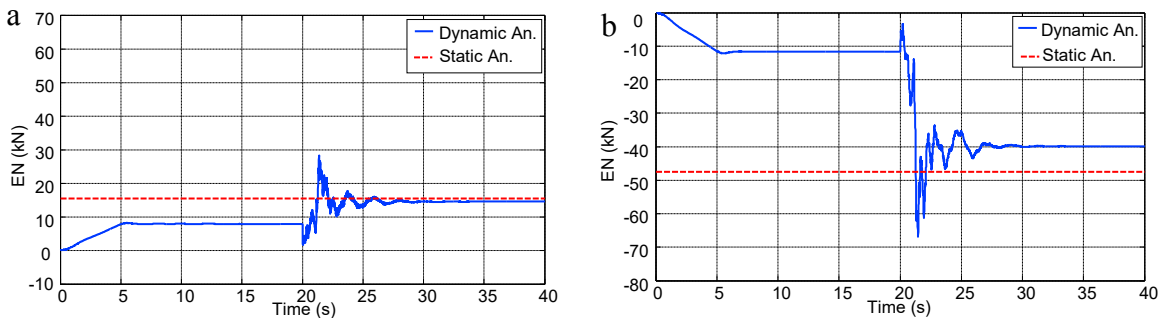 a
70
60
50
40
30
20
10
0
-10
EN (kN)
0 5 10 15 20 25 30 35 40
Time (s)
Dynamic An.
Static An.
b
0
-10
-20
-30
-40
-50
-60
-70
-80
EN (kN)
0 5 10 15 20 25 30 35 40
Time (s)
Dynamic An.
Static An.